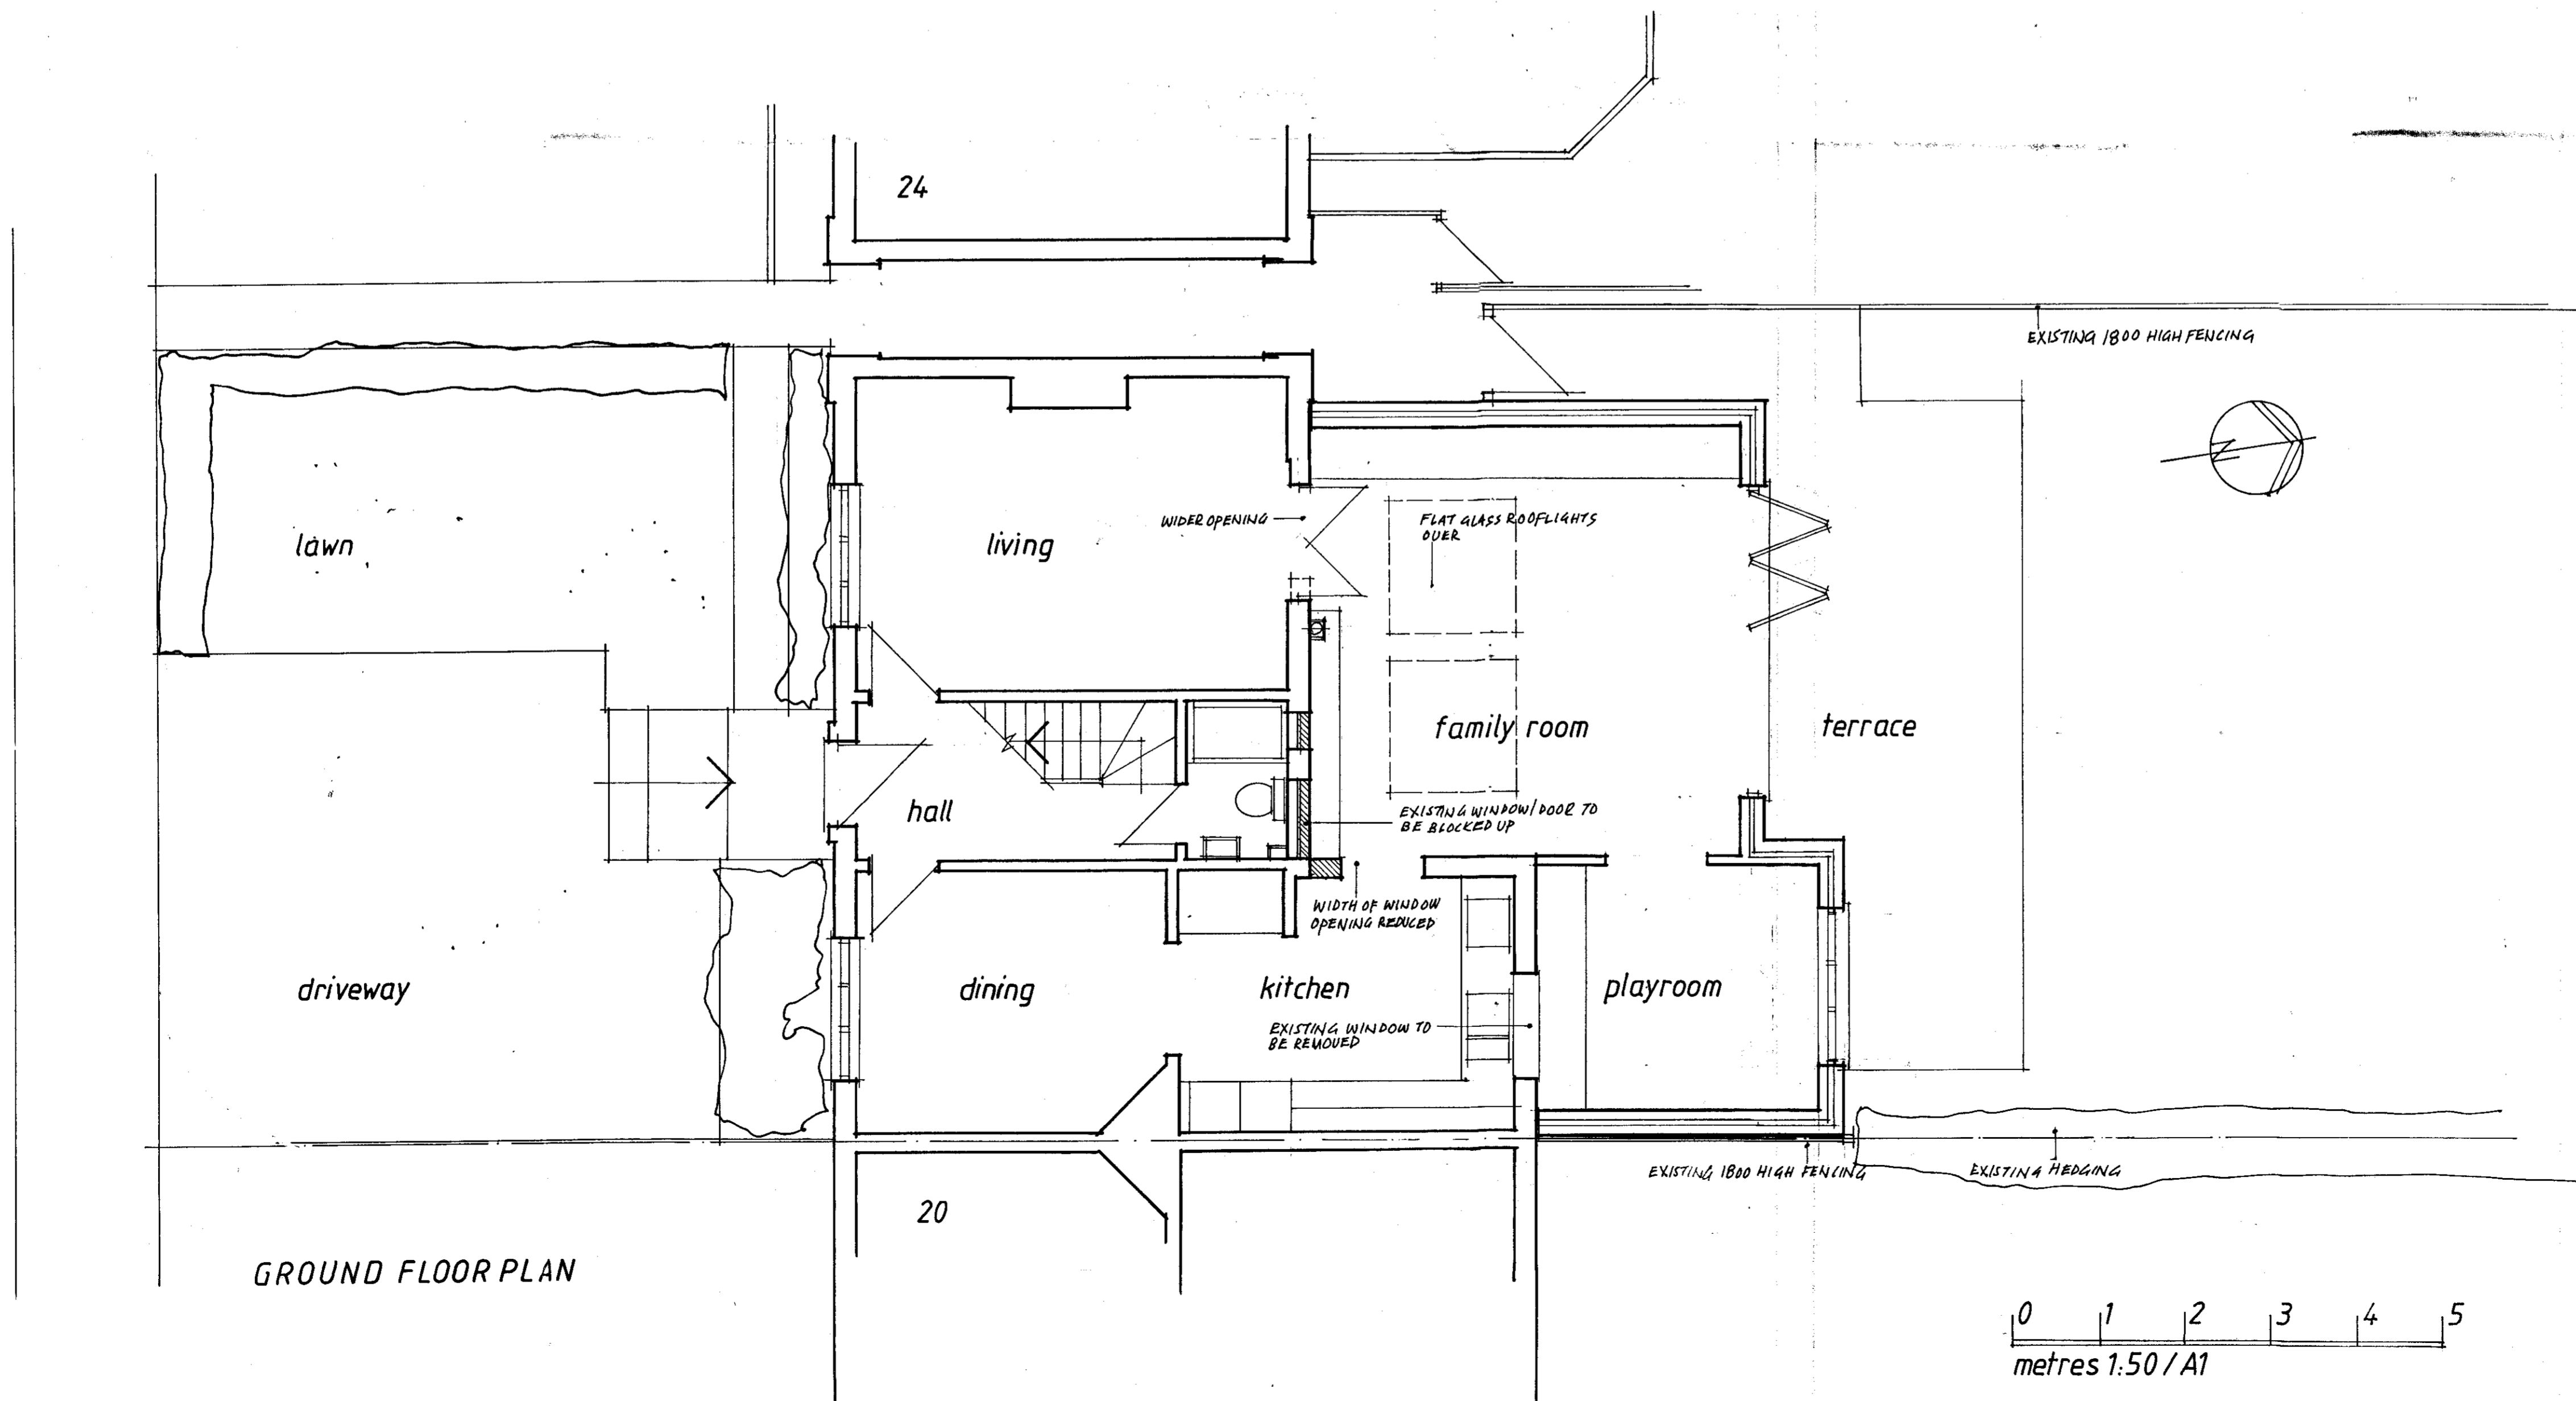 24
EXISTING 1800 HIGH FENCING
WIDER OPENING
FLAT GLASS ROOFLIGHTS
OVER
lawn
living
N
family room
terrace
hall
EXISTING WINDOW/DOOR TO
BE BLOCKED UP
WIDTH OF WINDOW
OPENING REDUCED
driveway
dining
kitchen
playroom
EXISTING WINDOW TO
BE REMOVED
EXISTING 1800 HIGH FENCING
EXISTING HEDGING
20
GROUND FLOOR PLAN
0 1 2 3 4 5
metres 1:50 / A1